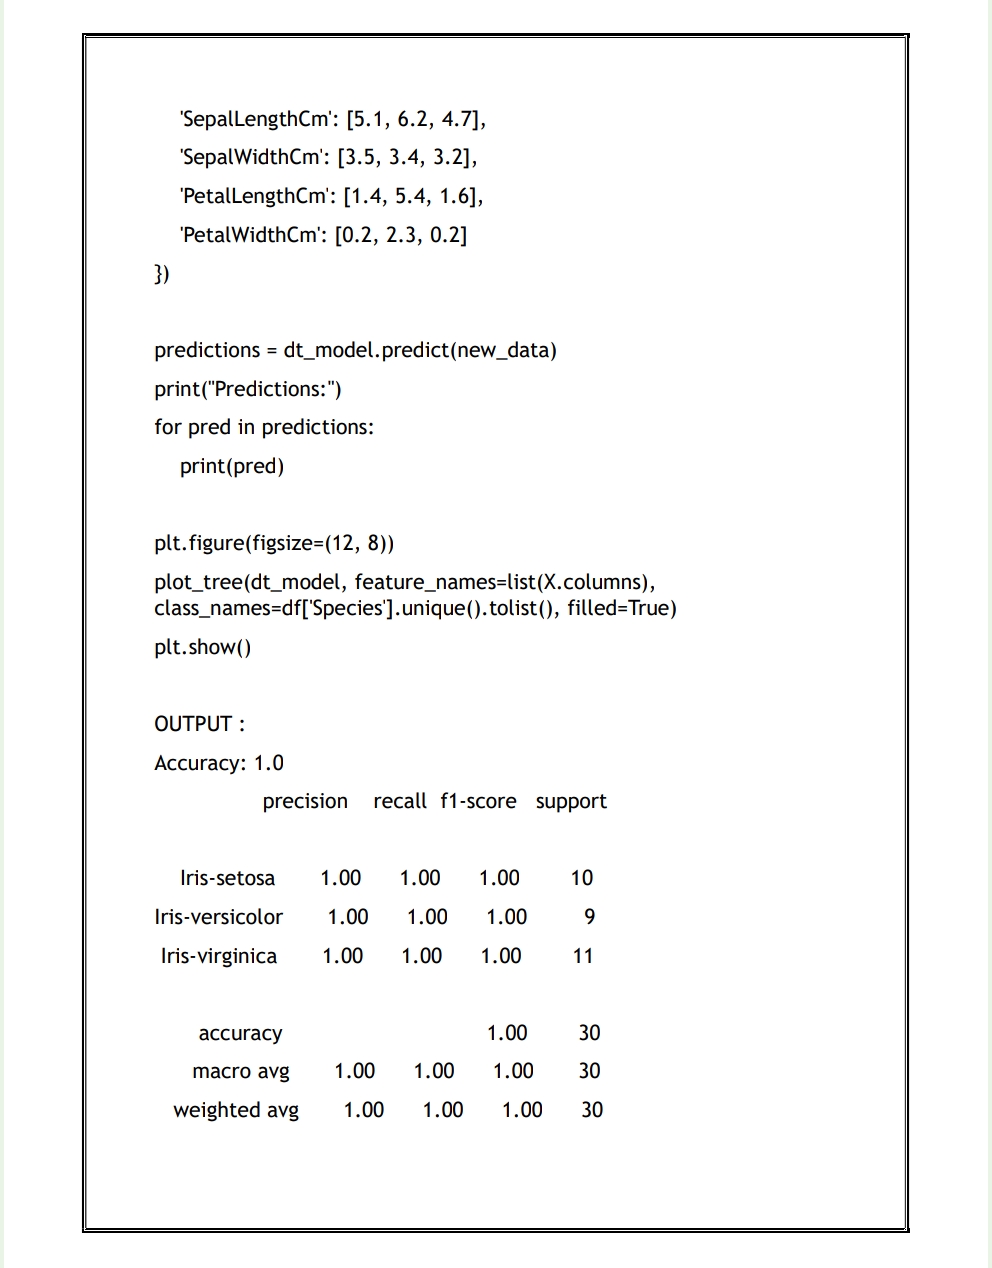 'SepalLengthCm': [5.1, 6.2, 4.7],
'SepalWidthCm': [3.5, 3.4, 3.2],
'PetalLengthCm': [1.4, 5.4, 1.6],
'PetalWidthCm': [0.2, 2.3, 0.2]
})
predictions = dt_model.predict(new_data)
print("Predictions:")
for pred in predictions:
print(pred)
plt.figure(figsize=(12, 8))
plot_tree(dt_model, feature_names=list(X.columns),
class_names=df['Species'].unique().tolist(), filled=True)
plt.show()
OUTPUT :
Accuracy: 1.0
precision recall f1-score support
Iris-setosa 1.00 1.00 1.00 10
Iris-versicolor 1.00 1.00 1.00 9
Iris-virginica 1.00 1.00 1.00 11
accuracy 1.00 30
macro avg 1.00 1.00 1.00 30
weighted avg 1.00 1.00 1.00 30